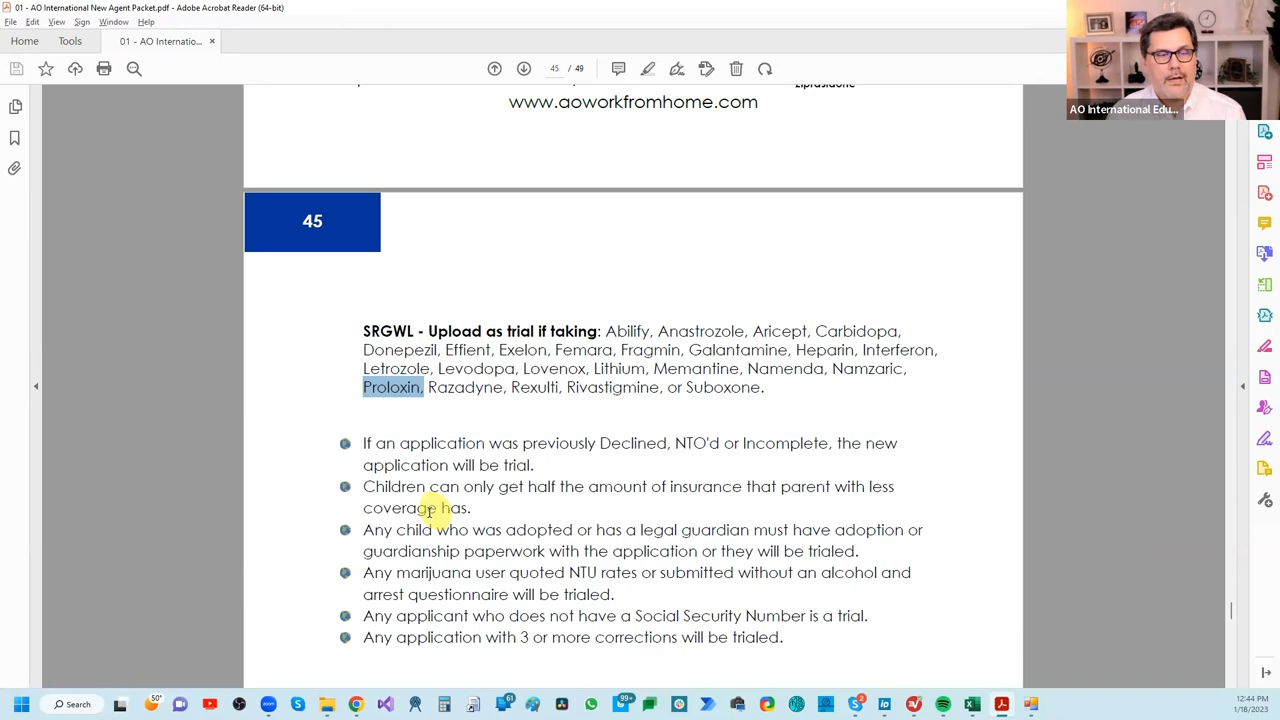 01 - AO International New Agent Packet.pdf - Adobe Acrobat Reader (64-bit)
File Edit View Sign Window Help
Home Tools 01 - AO Internatio... ×
45 / 49
www.aoworkfromhome.com
AO International Edu...
45
SRGWL - Upload as trial if taking: Abilify, Anastrozole, Aricept, Carbidopa,
Donepezil, Effient, Exelon, Femara, Fragmin, Galantamine, Heparin, Interferon,
Letrozole, Levodopa, Lovenox, Lithium, Memantine, Namenda, Namzaric,
Proloxin, Razadyne, Rexulti, Rivastigmine, or Suboxone.
If an application was previously Declined, NTO'd or Incomplete, the new
application will be trial.
Children can only get half the amount of insurance that parent with less
coverage has.
Any child who was adopted or has a legal guardian must have adoption or
guardianship paperwork with the application or they will be trialed.
Any marijuana user quoted NTU rates or submitted without an alcohol and
arrest questionnaire will be trialed.
Any applicant who does not have a Social Security Number is a trial.
Any application with 3 or more corrections will be trialed.
Search
50°
61
99+
12:44 PM
1/18/2023